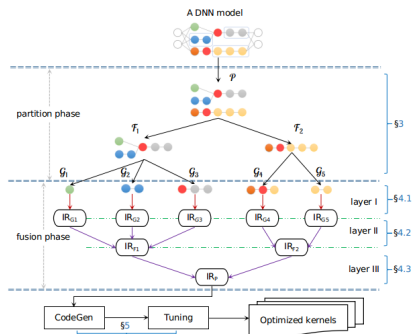 A DNN model
𝒫
partition phase
ℱ1
ℱ2
§3
𝒢1
𝒢2
𝒢3
𝒢4
𝒢5
layer I
§4.1
IRG1
IRG2
IRG3
IRG4
IRG5
fusion phase
layer II
§4.2
IRF1
IRF2
layer III
§4.3
IRP
CodeGen
Tuning
Optimized kernels
§5